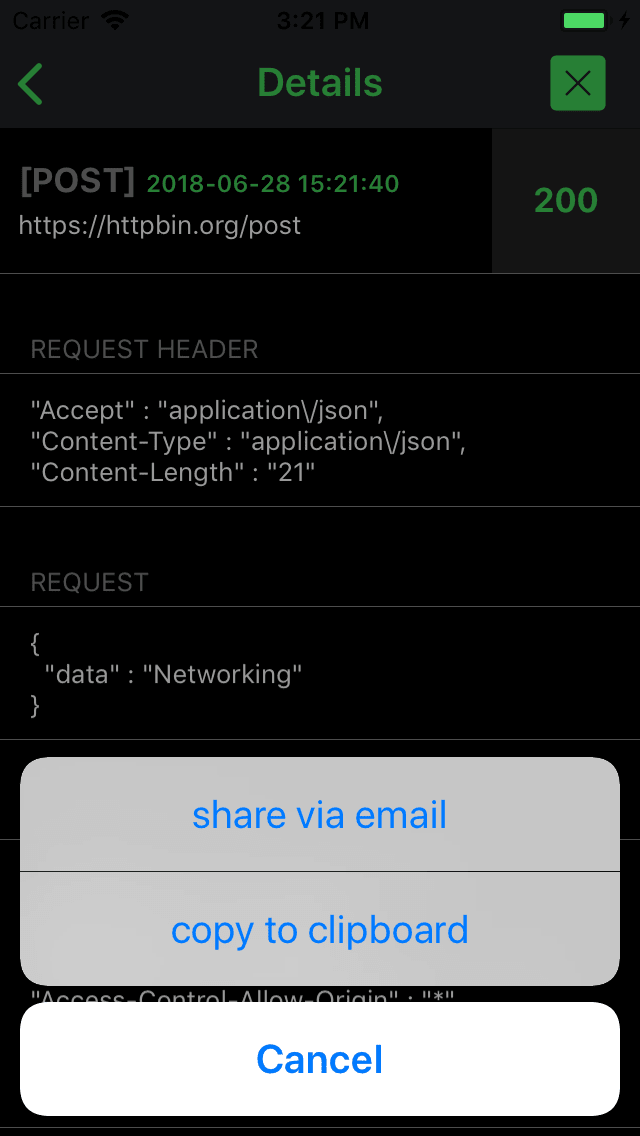 Carrier 3:21 PM
Details
[POST] 2018-06-28 15:21:40
200
https://httpbin.org/post
REQUEST HEADER
"Accept" : "application\/json",
"Content-Type" : "application\/json",
"Content-Length" : "21"
REQUEST
{
"data" : "Networking"
}
share via email
copy to clipboard
"Access-Control-Allow-Origin" : "*"
Cancel